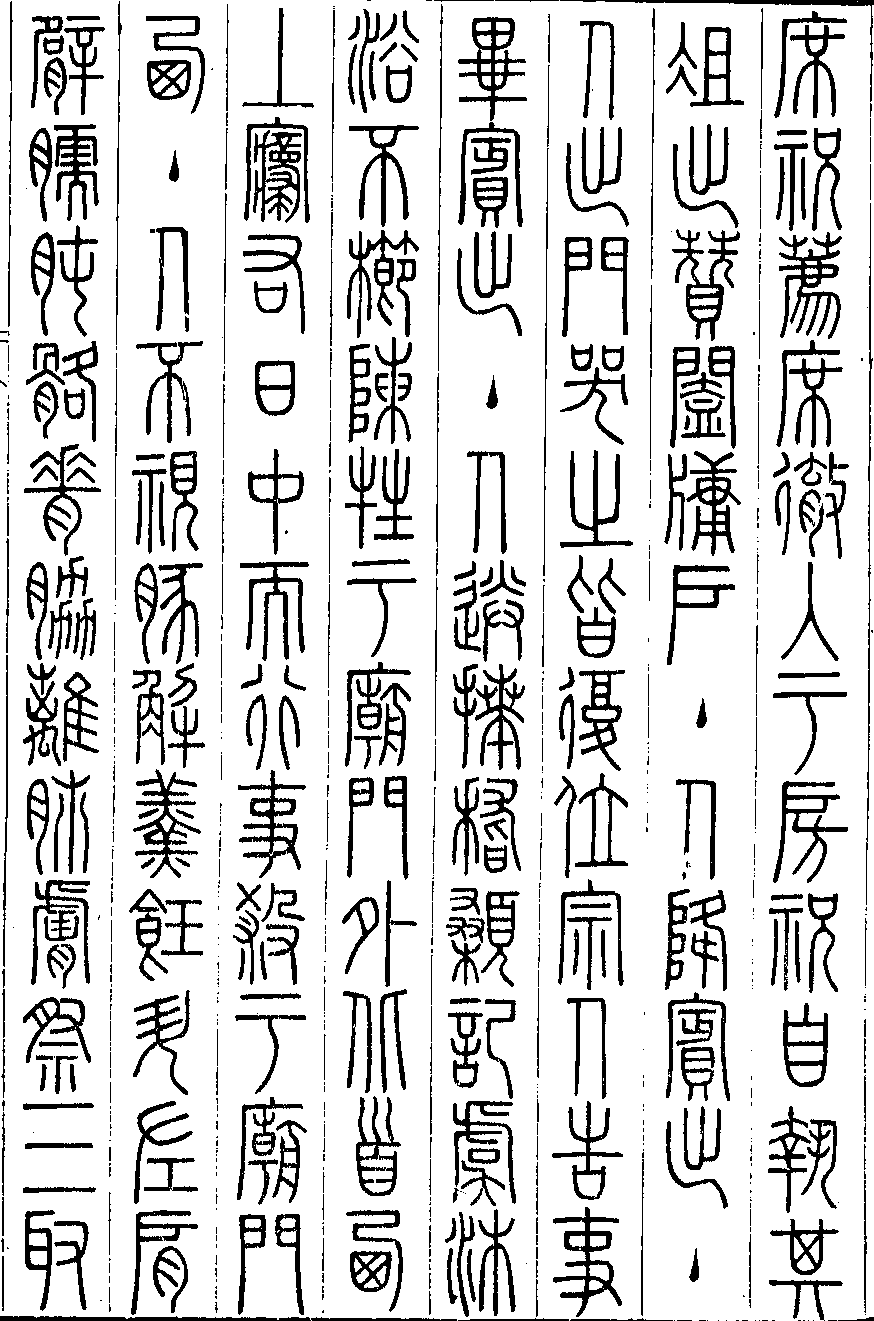 席祝薦席徹入于房祝自執其
俎出贊闔牖戶主人降賓出主
人出門哭止皆復位宗人告事
畢賓出主人送拜稽顙記虞沐
浴不櫛陳牲于廟門外北首西
上寑右日中而行事殺于廟門
西主人不視豚解羹飪升左肩
臂臑肫骼脊脅離肺膚祭三取